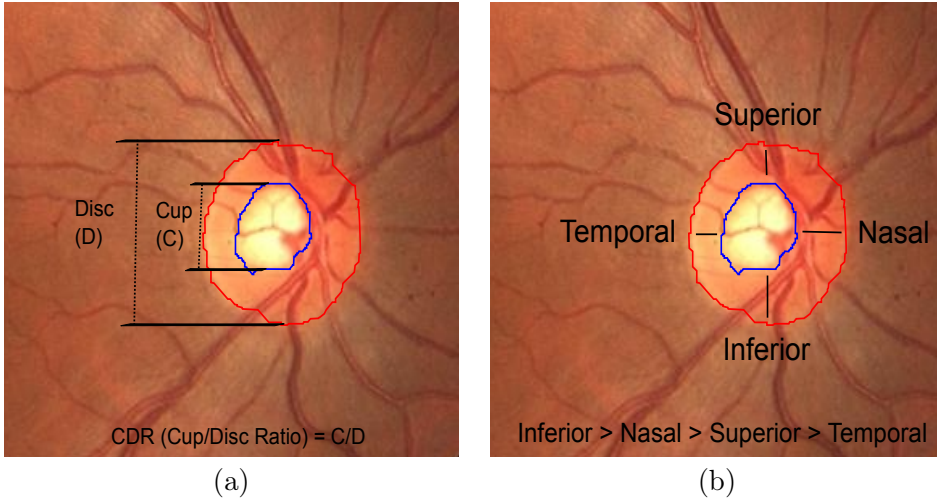 Disc
(D)
Cup
(C)
CDR (Cup/Disc Ratio) = C/D
(a)
Superior
Temporal
Nasal
Inferior
Inferior > Nasal > Superior > Temporal
(b)